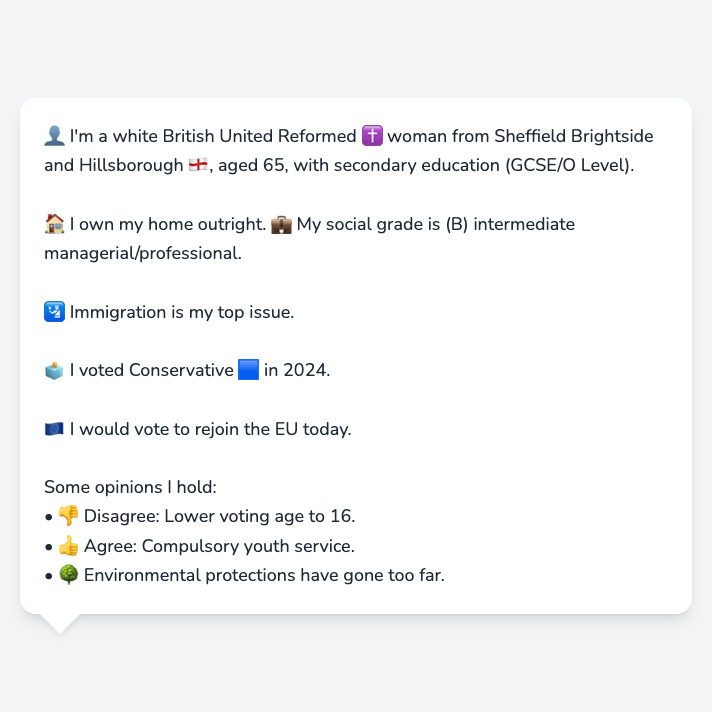 👤 I'm a white British United Reformed ✝️ woman from Sheffield Brightside
and Hillsborough 🏴󠁧󠁢󠁥󠁮󠁧󠁿, aged 65, with secondary education (GCSE/O Level).
🏠 I own my home outright. 💼 My social grade is (B) intermediate
managerial/professional.
🛂 Immigration is my top issue.
🗳️ I voted Conservative 🟦 in 2024.
🇪🇺 I would vote to rejoin the EU today.
Some opinions I hold:
• 👎 Disagree: Lower voting age to 16.
• 👍 Agree: Compulsory youth service.
• 🌳 Environmental protections have gone too far.